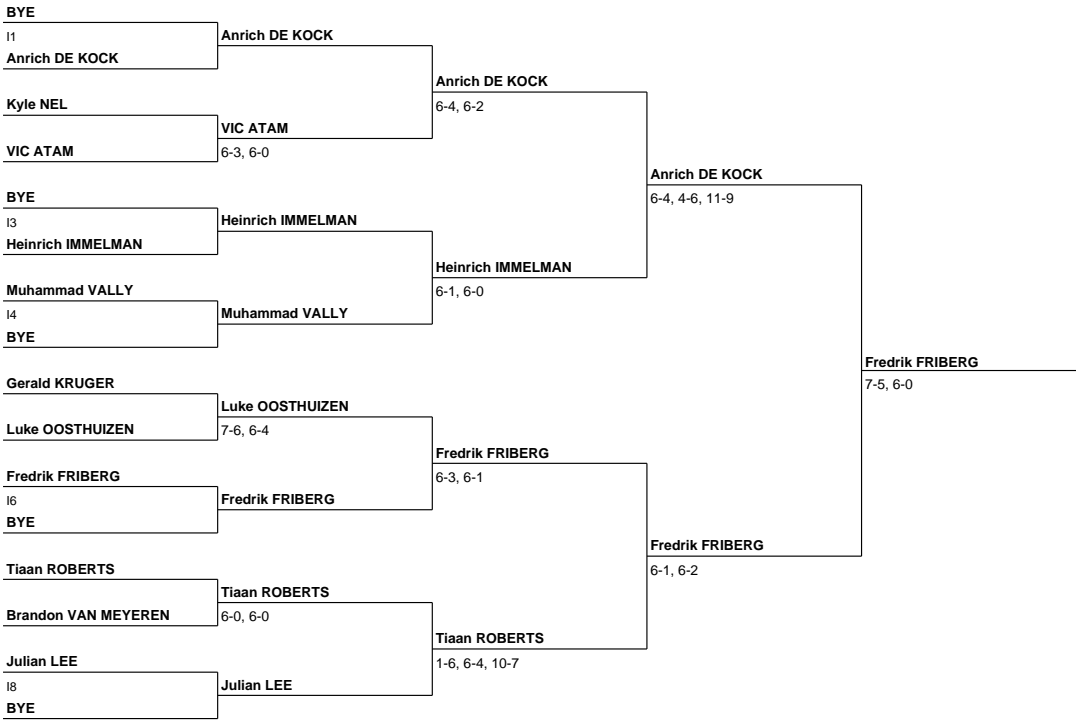 BYE
I1
Anrich DE KOCK
Kyle NEL
VIC ATAM
BYE
I3
Heinrich IMMELMAN
Muhammad VALLY
I4
BYE
Gerald KRUGER
Luke OOSTHUIZEN
Fredrik FRIBERG
I6
BYE
Tiaan ROBERTS
Brandon VAN MEYEREN
Julian LEE
I8
BYE
Anrich DE KOCK
VIC ATAM
6-3, 6-0
Heinrich IMMELMAN
Muhammad VALLY
Luke OOSTHUIZEN
7-6, 6-4
Fredrik FRIBERG
Tiaan ROBERTS
6-0, 6-0
Julian LEE
Anrich DE KOCK
6-4, 6-2
Heinrich IMMELMAN
6-1, 6-0
Fredrik FRIBERG
6-3, 6-1
Tiaan ROBERTS
1-6, 6-4, 10-7
Anrich DE KOCK
6-4, 4-6, 11-9
Fredrik FRIBERG
6-1, 6-2
Fredrik FRIBERG
7-5, 6-0